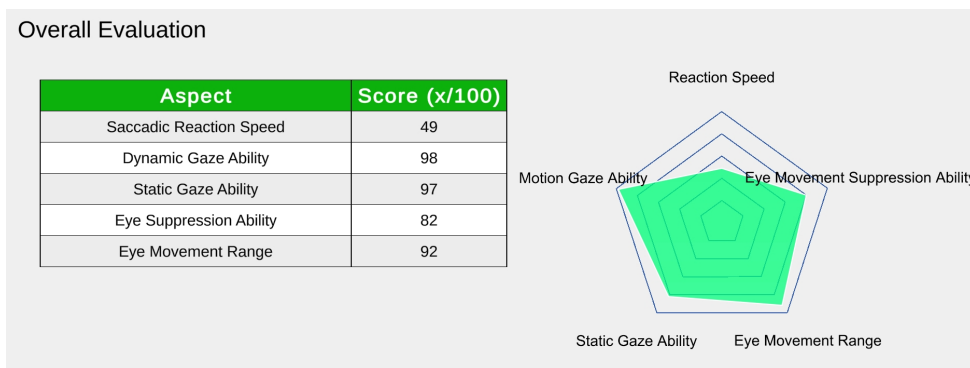 Overall Evaluation
Aspect Score (x/100)
Saccadic Reaction Speed 49
Dynamic Gaze Ability 98
Static Gaze Ability 97
Eye Suppression Ability 82
Eye Movement Range 92
Reaction Speed
Motion Gaze Ability
Eye Movement Suppression Ability
Static Gaze Ability
Eye Movement Range